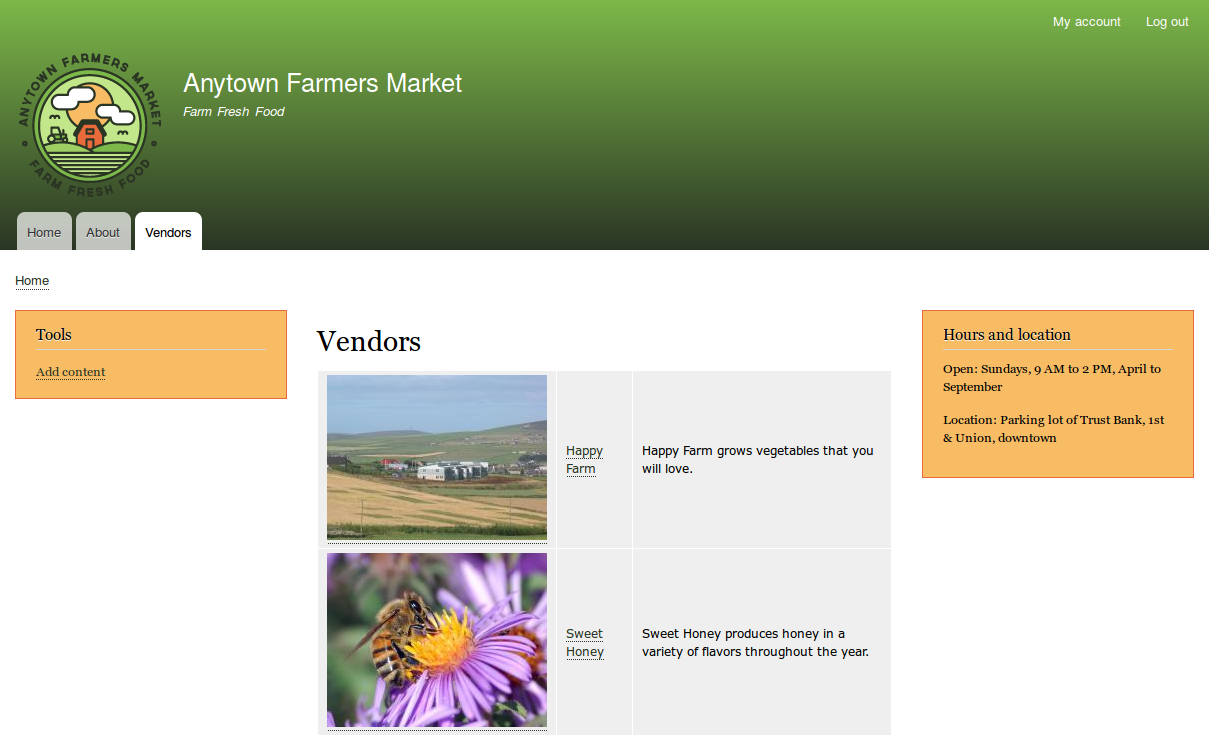 My account Log out
ANYTOWN FARMERS MARKET
FARM FRESH FOOD
Anytown Farmers Market
Farm Fresh Food
Home About Vendors
Home
Tools
Add content
Vendors
Happy
Farm
Happy Farm grows vegetables that you
will love.
Sweet
Honey
Sweet Honey produces honey in a
variety of flavors throughout the year.
Hours and location
Open: Sundays, 9 AM to 2 PM, April to
September
Location: Parking lot of Trust Bank, 1st
& Union, downtown